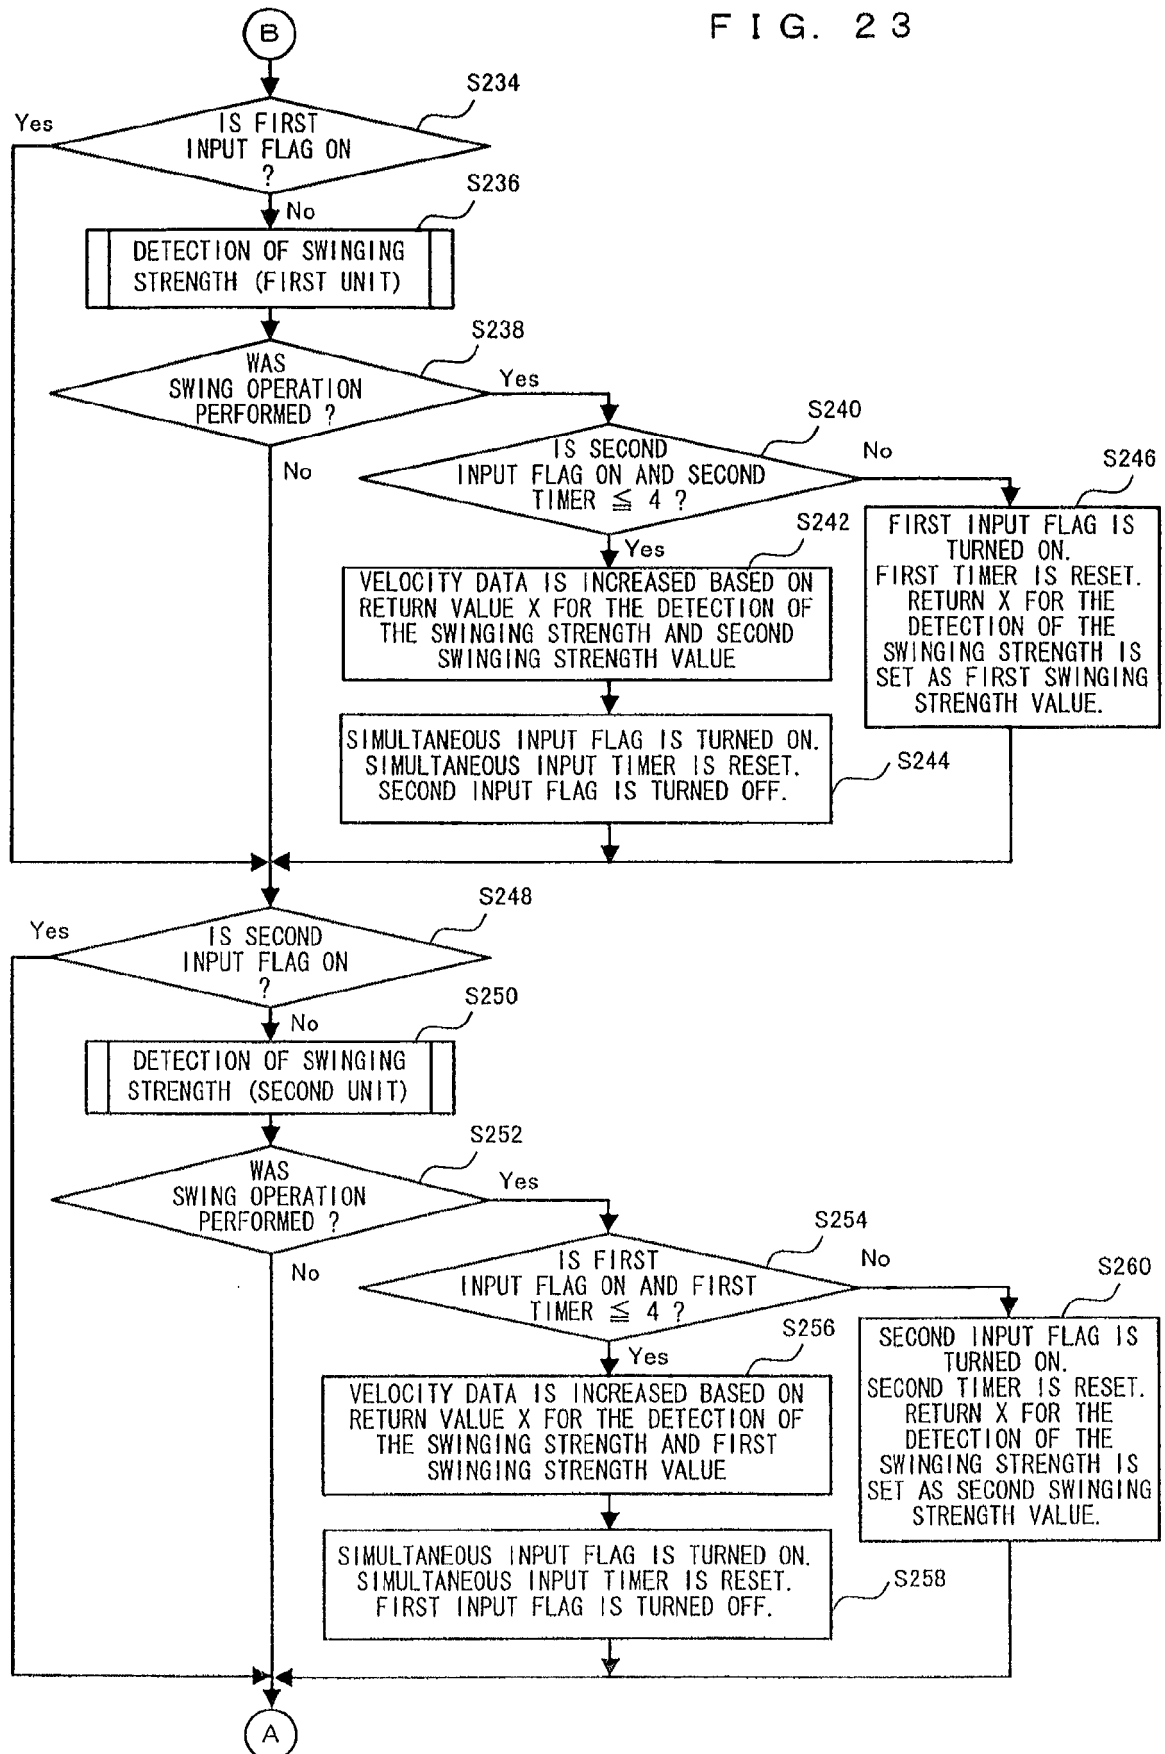 FIG. 23
B
S234
Yes
IS FIRST
INPUT FLAG ON
?
No
S236
DETECTION OF SWINGING
STRENGTH (FIRST UNIT)
S238
WAS
SWING OPERATION
PERFORMED ?
Yes
No
S240
IS SECOND
INPUT FLAG ON AND SECOND
TIMER ≦ 4 ?
No
Yes
S242
VELOCITY DATA IS INCREASED BASED ON
RETURN VALUE X FOR THE DETECTION OF
THE SWINGING STRENGTH AND SECOND
SWINGING STRENGTH VALUE
S246
FIRST INPUT FLAG IS
TURNED ON.
FIRST TIMER IS RESET.
RETURN X FOR THE
DETECTION OF THE
SWINGING STRENGTH IS
SET AS FIRST SWINGING
STRENGTH VALUE.
SIMULTANEOUS INPUT FLAG IS TURNED ON.
SIMULTANEOUS INPUT TIMER IS RESET.
SECOND INPUT FLAG IS TURNED OFF.
S244
S248
Yes
IS SECOND
INPUT FLAG ON
?
No
S250
DETECTION OF SWINGING
STRENGTH (SECOND UNIT)
S252
WAS
SWING OPERATION
PERFORMED ?
Yes
No
S254
IS FIRST
INPUT FLAG ON AND FIRST
TIMER ≦ 4 ?
No
Yes
S256
VELOCITY DATA IS INCREASED BASED ON
RETURN VALUE X FOR THE DETECTION OF
THE SWINGING STRENGTH AND FIRST
SWINGING STRENGTH VALUE
S260
SECOND INPUT FLAG IS
TURNED ON.
SECOND TIMER IS RESET.
RETURN X FOR THE
DETECTION OF THE
SWINGING STRENGTH IS
SET AS SECOND SWINGING
STRENGTH VALUE.
SIMULTANEOUS INPUT FLAG IS TURNED ON.
SIMULTANEOUS INPUT TIMER IS RESET.
FIRST INPUT FLAG IS TURNED OFF.
S258
A